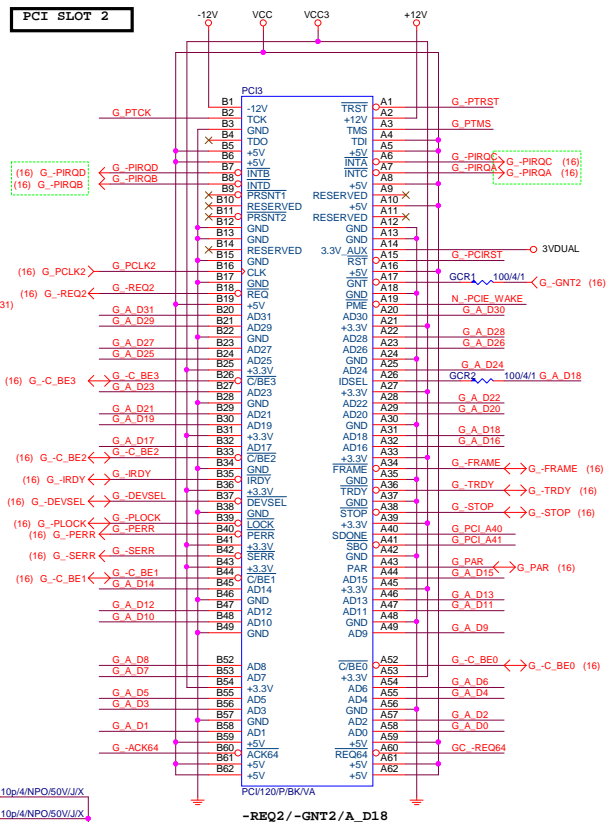 PCI SLOT 2
-12V VCC VCC3 +12V
PCI3
B1 -12V TRST A1 G_-PTRST
G_PTCK B2 TCK +12V A2
B3 GND TMS A3 G_PTMS
B4 TDO TDI A4
B5 +5V +5V A5
B6 +5V INTA A6 G_-PIRQC G_-PIRQC (16)
(16) G_-PIRQD G_-PIRQD B7 INTB INTC A7 G_-PIRQA G_-PIRQA (16)
(16) G_-PIRQB G_-PIRQB B8 INTD +5V A8
B9 PRSNT1 RESERVED A9
B10 RESERVED +5V A10
B11 PRSNT2 RESERVED A11
B12 GND GND A12
B13 GND GND A13
B14 RESERVED 3.3V_AUX A14 3VDUAL
B15 GND RST A15 G_-PCIRST
(16) G_PCLK2 G_PCLK2 B16 CLK +5V A16
B17 GND GNT A17 GCR1 100/4/1 G_-GNT2 (16)
(16) G_-REQ2 G_-REQ2 B18 REQ GND A18
31) B19 +5V PME A19 N_-PCIE_WAKE
G_A_D31 B20 AD31 AD30 A20 G_A_D30
G_A_D29 B21 AD29 +3.3V A21
B22 GND AD28 A22 G_A_D28
G_A_D27 B23 AD27 AD26 A23 G_A_D26
G_A_D25 B24 AD25 GND A24
B25 +3.3V AD24 A25 G_A_D24
(16) G_-C_BE3 G_-C_BE3 B26 C/BE3 IDSEL A26 GCR2 100/4/1 G_A_D18
G_A_D23 B27 AD23 +3.3V A27
B28 GND AD22 A28 G_A_D22
G_A_D21 B29 AD21 AD20 A29 G_A_D20
G_A_D19 B30 AD19 GND A30
B31 +3.3V AD18 A31 G_A_D18
G_A_D17 B32 AD17 AD16 A32 G_A_D16
(16) G_-C_BE2 G_-C_BE2 B33 C/BE2 +3.3V A33
B34 GND FRAME A34 G_-FRAME G_-FRAME (16)
(16) G_-IRDY G_-IRDY B35 IRDY GND A35
B36 +3.3V TRDY A36 G_-TRDY G_-TRDY (16)
(16) G_-DEVSEL G_-DEVSEL B37 DEVSEL GND A37
B38 GND STOP A38 G_-STOP G_-STOP (16)
(16) G_-PLOCK G_-PLOCK B39 LOCK +3.3V A39
(16) G_-PERR G_-PERR B40 PERR SDONE A40 G_PCI_A40
B41 +3.3V SBO A41 G_PCI_A41
(16) G_-SERR G_-SERR B42 SERR GND A42
B43 +3.3V PAR A43 G_PAR G_PAR (16)
(16) G_-C_BE1 G_-C_BE1 B44 C/BE1 AD15 A44 G_A_D15
G_A_D14 B45 AD14 +3.3V A45
B46 GND AD13 A46 G_A_D13
G_A_D12 B47 AD12 AD11 A47 G_A_D11
G_A_D10 B48 AD10 GND A48
B49 GND AD9 A49 G_A_D9
G_A_D8 B52 AD8 C/BE0 A52 G_-C_BE0 G_-C_BE0 (16)
G_A_D7 B53 AD7 +3.3V A53
B54 +3.3V AD6 A54 G_A_D6
G_A_D5 B55 AD5 AD4 A55 G_A_D4
G_A_D3 B56 AD3 GND A56
B57 GND AD2 A57 G_A_D2
G_A_D1 B58 AD1 AD0 A58 G_A_D0
B59 +5V +5V A59
G_-ACK64 B60 ACK64 REQ64 A60 GC_-REQ64
B61 +5V +5V A61
B62 +5V +5V A62
PCI/120/P/BK/VA
10p/4/NPO/50V/J/X
10p/4/NPO/50V/J/X
-REQ2/-GNT2/A_D18